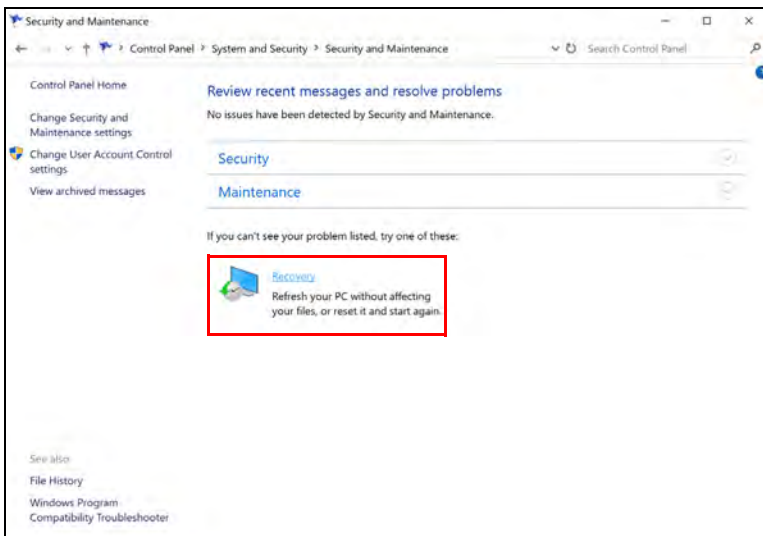 Security and Maintenance
Control Panel > System and Security > Security and Maintenance
Search Control Panel
Control Panel Home
Change Security and
Maintenance settings
Change User Account Control
settings
View archived messages
Review recent messages and resolve problems
No issues have been detected by Security and Maintenance.
Security
Maintenance
If you can't see your problem listed, try one of these:
Recovery
Refresh your PC without affecting
your files, or reset it and start again.
See also
File History
Windows Program
Compatibility Troubleshooter